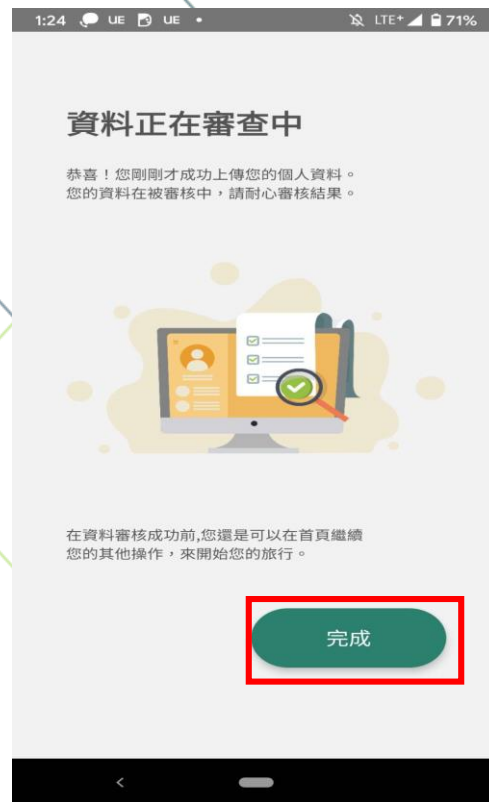 1:24 UE UE • LTE+ 71%
資料正在審查中
恭喜！您剛剛才成功上傳您的個人資料。
您的資料在被審核中，請耐心審核結果。
在資料審核成功前,您還是可以在首頁繼續
您的其他操作，來開始您的旅行。
完成